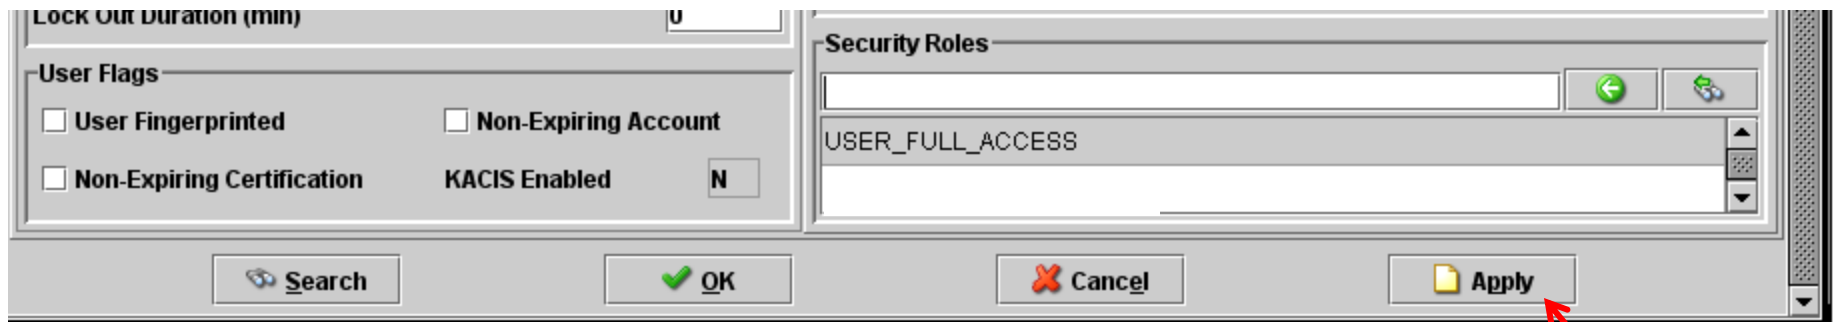 Lock Out Duration (min) 0
Security Roles
User Flags
User Fingerprinted Non-Expiring Account
USER_FULL_ACCESS
Non-Expiring Certification KACIS Enabled N
Search OK Cancel Apply